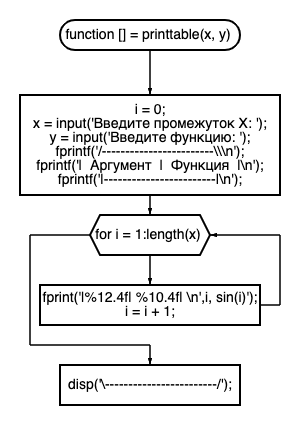 function [] = printtable(x, y)
i = 0;
x = input('Введите промежуток X: ');
y = input('Введите функцию: ');
fprintf('/-------------------------\\\n');
fprintf('| Аргумент | Функция |\n');
fprintf('|-------------------------|\n');
for i = 1:length(x)
fprint('|%12.4f| %10.4f| \n',i, sin(i)');
i = i + 1;
disp('\-------------------------/');